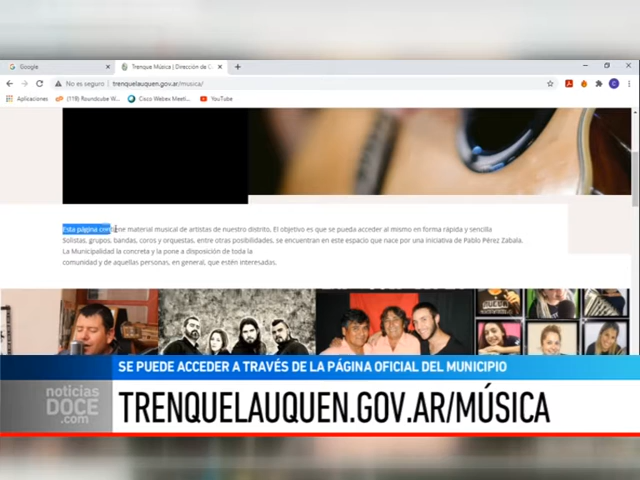 Google
Trenque Música | Dirección de C
No es seguro | trenquelauquen.gov.ar/musica/
Aplicaciones
(118) Roundcube W...
Cisco Webex Meeti...
YouTube
Esta página contiene material musical de artistas de nuestro distrito. El objetivo es que se pueda acceder al mismo en forma rápida y sencilla
Solistas, grupos, bandas, coros y orquestas, entre otras posibilidades, se encuentran en este espacio que nace por una iniciativa de Pablo Pérez Zabala.
La Municipalidad la concreta y la pone a disposición de toda la
comunidad y de aquellas personas, en general, que estén interesadas.
SE PUEDE ACCEDER A TRAVÉS DE LA PÁGINA OFICIAL DEL MUNICIPIO
noticias
DOCE
.com
TRENQUELAUQUEN.GOV.AR/MÚSICA